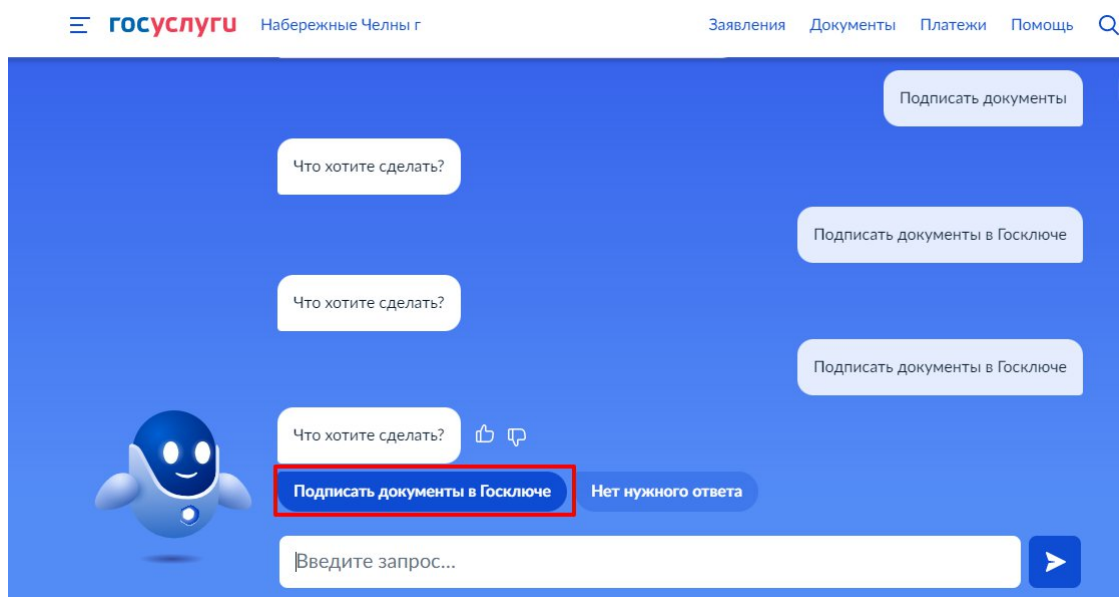 госуслуги Набережные Челны г Заявления Документы Платежи Помощь
Подписать документы
Что хотите сделать?
Подписать документы в Госключе
Что хотите сделать?
Подписать документы в Госключе
Что хотите сделать?
Подписать документы в Госключе Нет нужного ответа
Введите запрос...